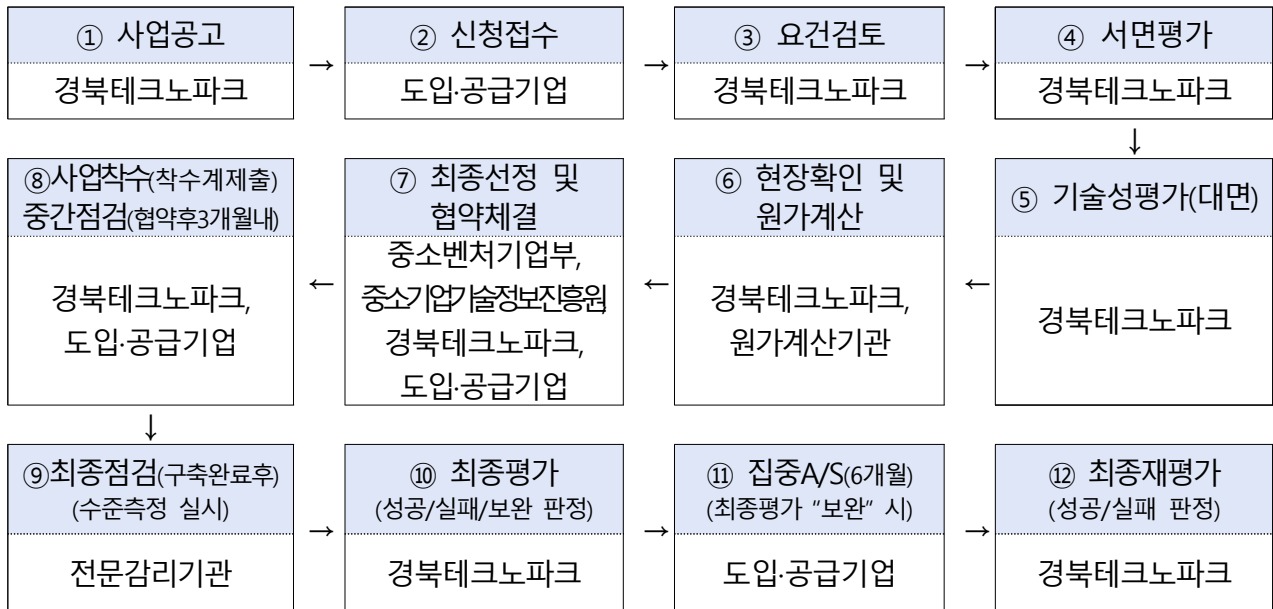 ① 사업공고
경북테크노파크
→
② 신청접수
도입·공급기업
→
③ 요건검토
경북테크노파크
→
④ 서면평가
경북테크노파크
↓
⑤ 기술성평가(대면)
경북테크노파크
←
⑥ 현장확인 및
원가계산
경북테크노파크,
원가계산기관
←
⑦ 최종선정 및
협약체결
중소벤처기업부,
중소기업기술정보진흥원,
경북테크노파크,
도입·공급기업
←
⑧사업착수(착수계제출)
중간점검(협약후3개월내)
경북테크노파크,
도입·공급기업
↓
⑨최종점검(구축완료후)
(수준측정 실시)
전문감리기관
→
⑩ 최종평가
(성공/실패/보완 판정)
경북테크노파크
→
⑪ 집중A/S(6개월)
(최종평가 “보완” 시)
도입·공급기업
→
⑫ 최종재평가
(성공/실패 판정)
경북테크노파크